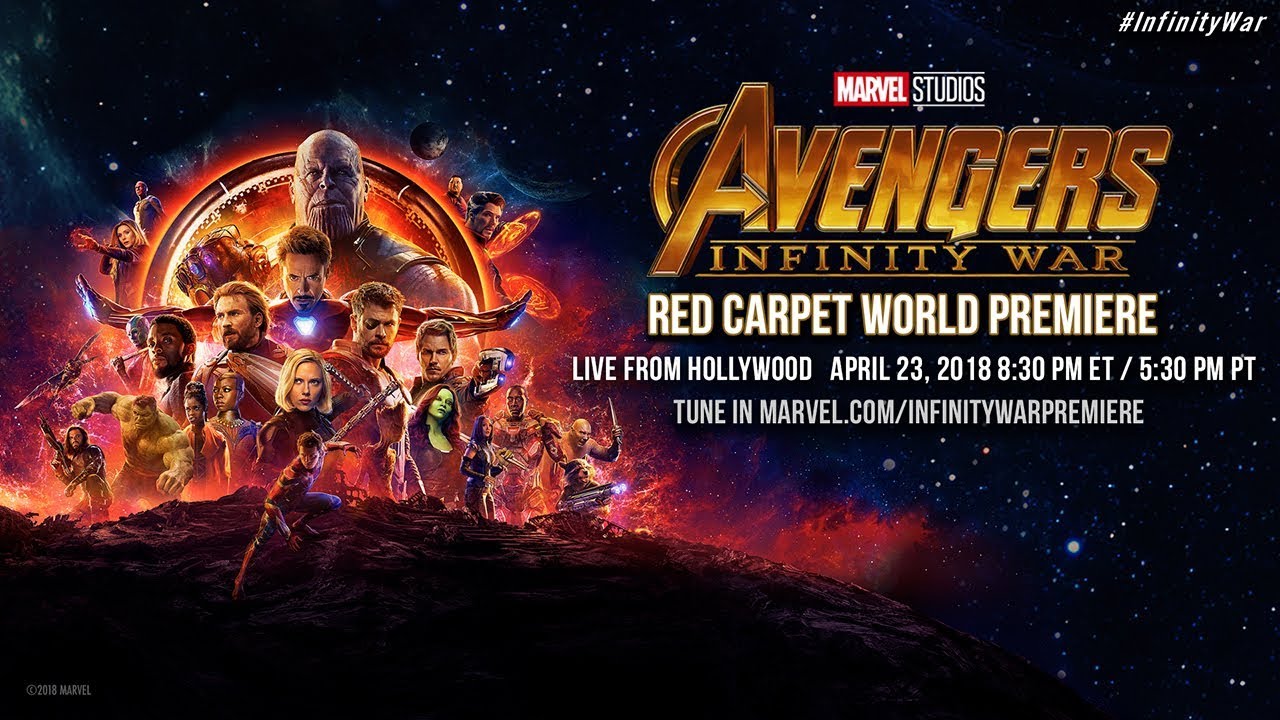 #InfinityWar
MARVEL STUDIOS
AVENGERS
INFINITY WAR
RED CARPET WORLD PREMIERE
LIVE FROM HOLLYWOOD APRIL 23, 2018 8:30 PM ET / 5:30 PM PT
TUNE IN MARVEL.COM/INFINITYWARPREMIERE
©2018 MARVEL